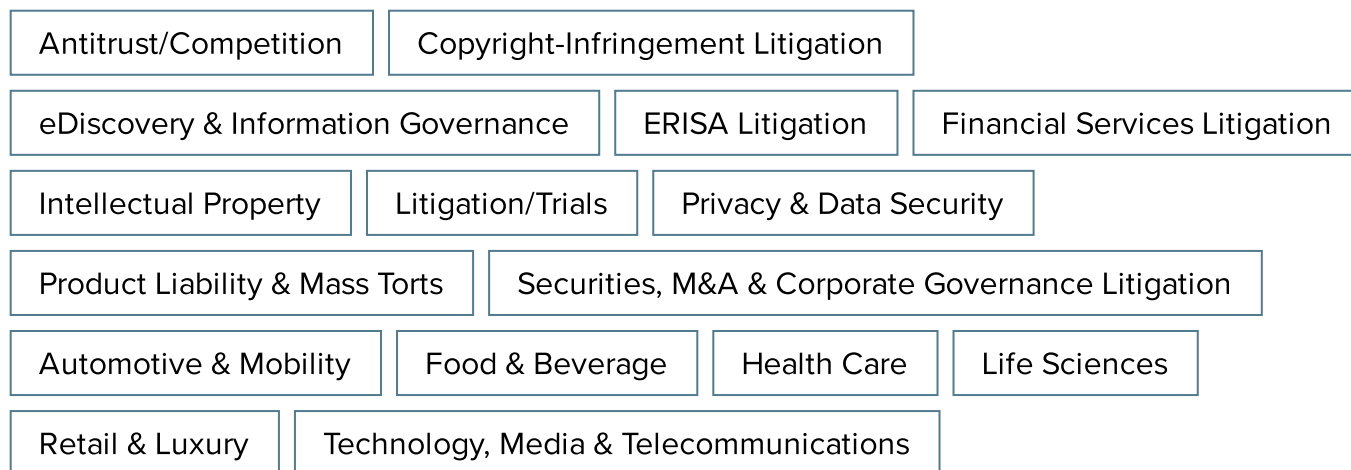 Antitrust/Competition Copyright-Infringement Litigation
eDiscovery & Information Governance ERISA Litigation Financial Services Litigation
Intellectual Property Litigation/Trials Privacy & Data Security
Product Liability & Mass Torts Securities, M&A & Corporate Governance Litigation
Automotive & Mobility Food & Beverage Health Care Life Sciences
Retail & Luxury Technology, Media & Telecommunications